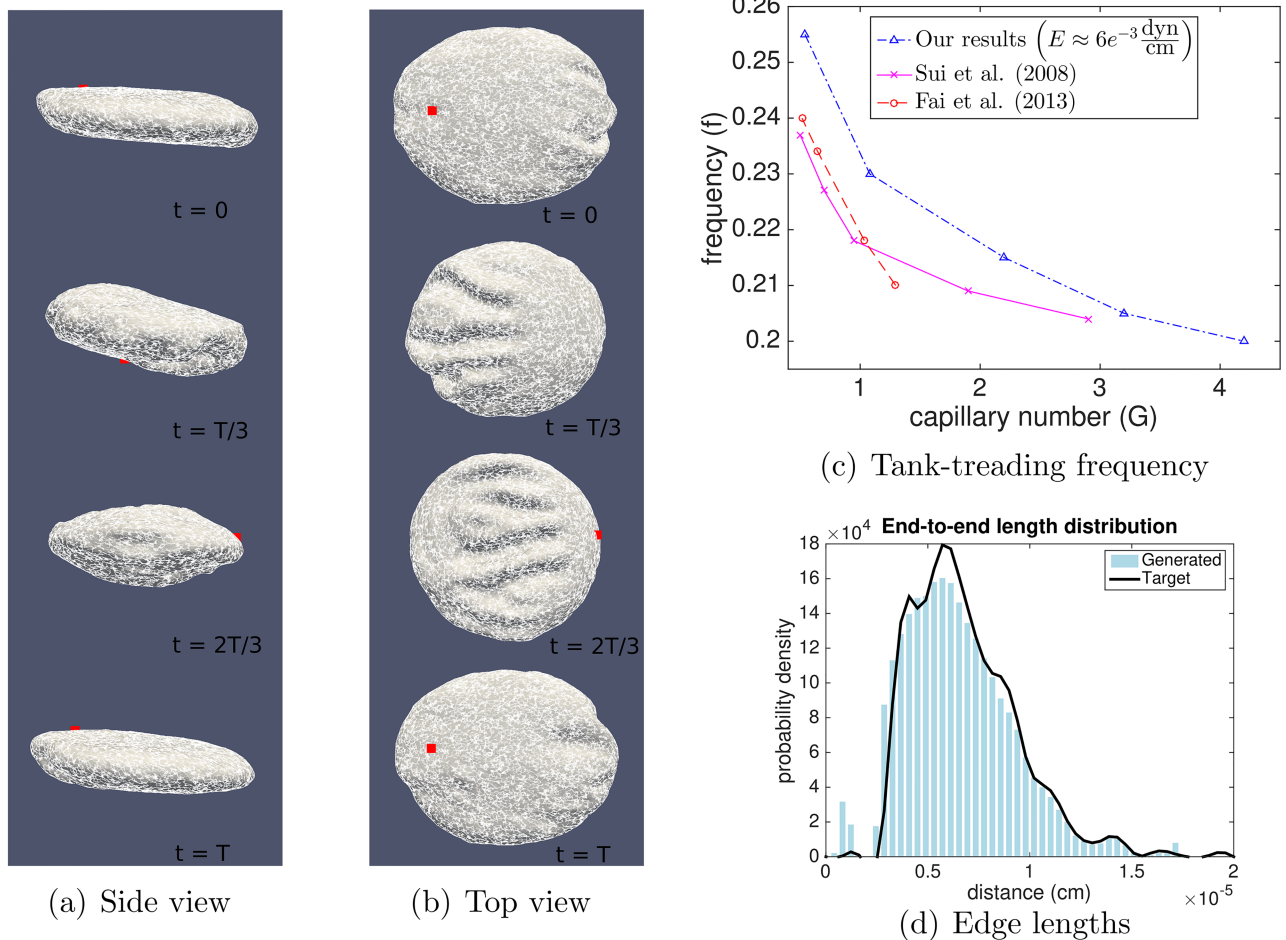 t = 0
t = T/3
t = 2T/3
t = T
(a) Side view
t = 0
t = T/3
t = 2T/3
t = T
(b) Top view
0.26
0.25
0.24
0.23
0.22
0.21
0.2
frequency (f)
Our results (E ≈ 6e⁻³ dyn/cm)
Sui et al. (2008)
Fai et al. (2013)
1 2 3 4
capillary number (G)
(c) Tank-treading frequency
×10⁴ End-to-end length distribution
18
16
14
12
10
8
6
4
2
0
probability density
Generated
Target
0 0.5 1 1.5 2
distance (cm) ×10⁻⁵
(d) Edge lengths